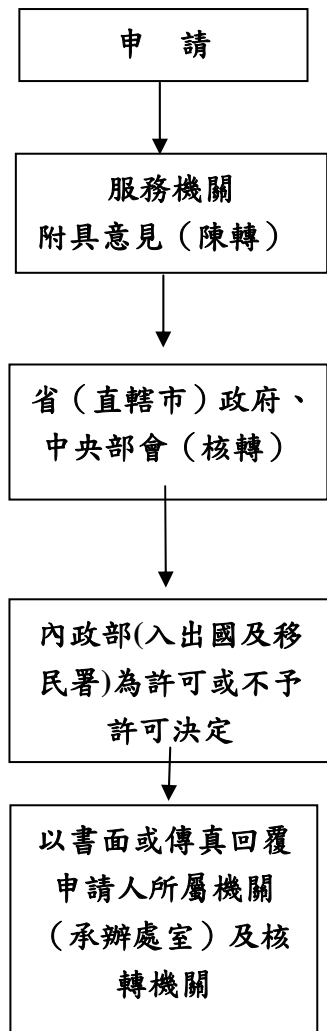 申 請
服務機關
附具意見（陳轉）
省（直轄市）政府、
中央部會（核轉）
內政部(入出國及移
民署)為許可或不予
許可決定
以書面或傳真回覆
申請人所屬機關
（承辦處室）及核
轉機關